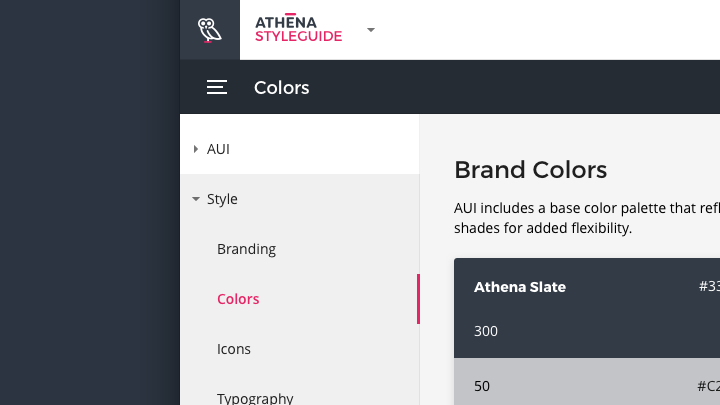 ATHENA
STYLEGUIDE
Colors
AUI
Style
Branding
Colors
Icons
Typography
Brand Colors
AUI includes a base color palette that
shades for added flexibility.
Athena Slate #33
300
50 #C2